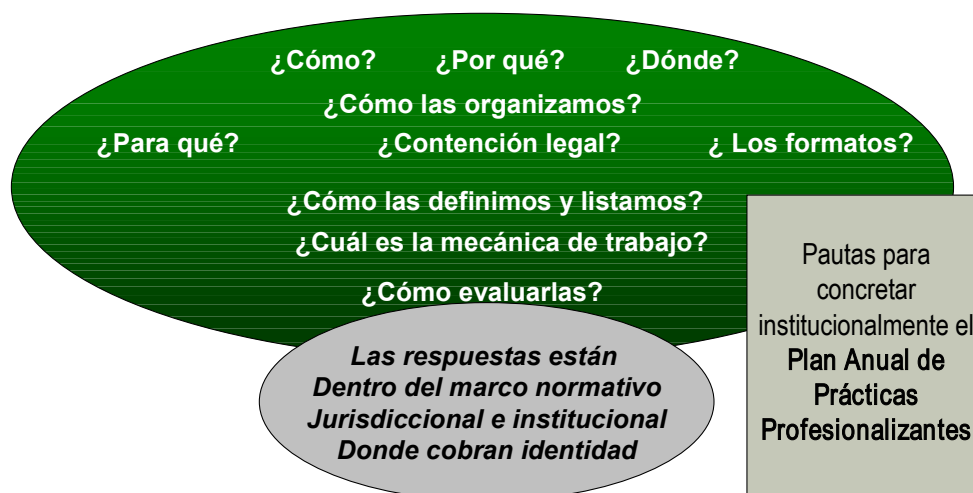 ¿Cómo? ¿Por qué? ¿Dónde?
¿Cómo las organizamos?
¿Para qué? ¿Contención legal? ¿ Los formatos?
¿Cómo las definimos y listamos?
¿Cuál es la mecánica de trabajo?
¿Cómo evaluarlas?
Las respuestas están
Dentro del marco normativo
Jurisdiccional e institucional
Donde cobran identidad
Pautas para
concretar
institucionalmente el
Plan Anual de
Prácticas
Profesionalizantes